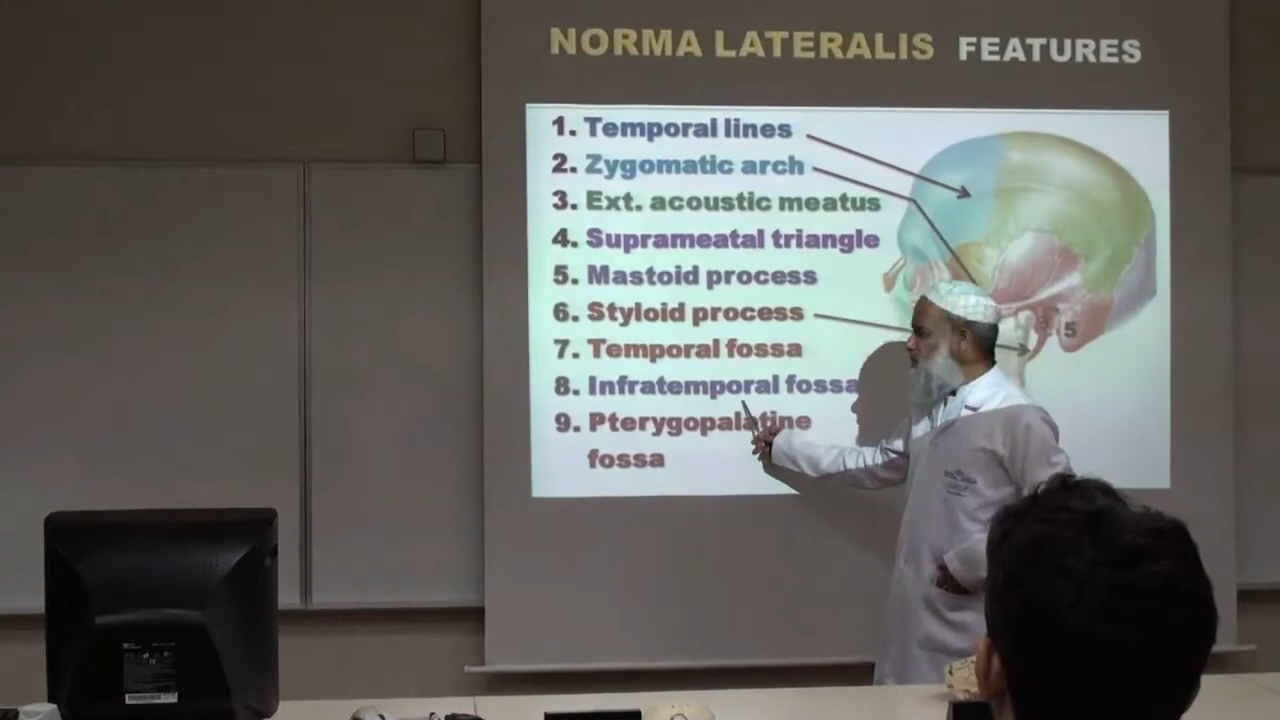 NORMA LATERALIS FEATURES
1. Temporal lines
2. Zygomatic arch
3. Ext. acoustic meatus
4. Suprameatal triangle
5. Mastoid process
6. Styloid process
7. Temporal fossa
8. Infratemporal fossa
9. Pterygopalatine
fossa
5